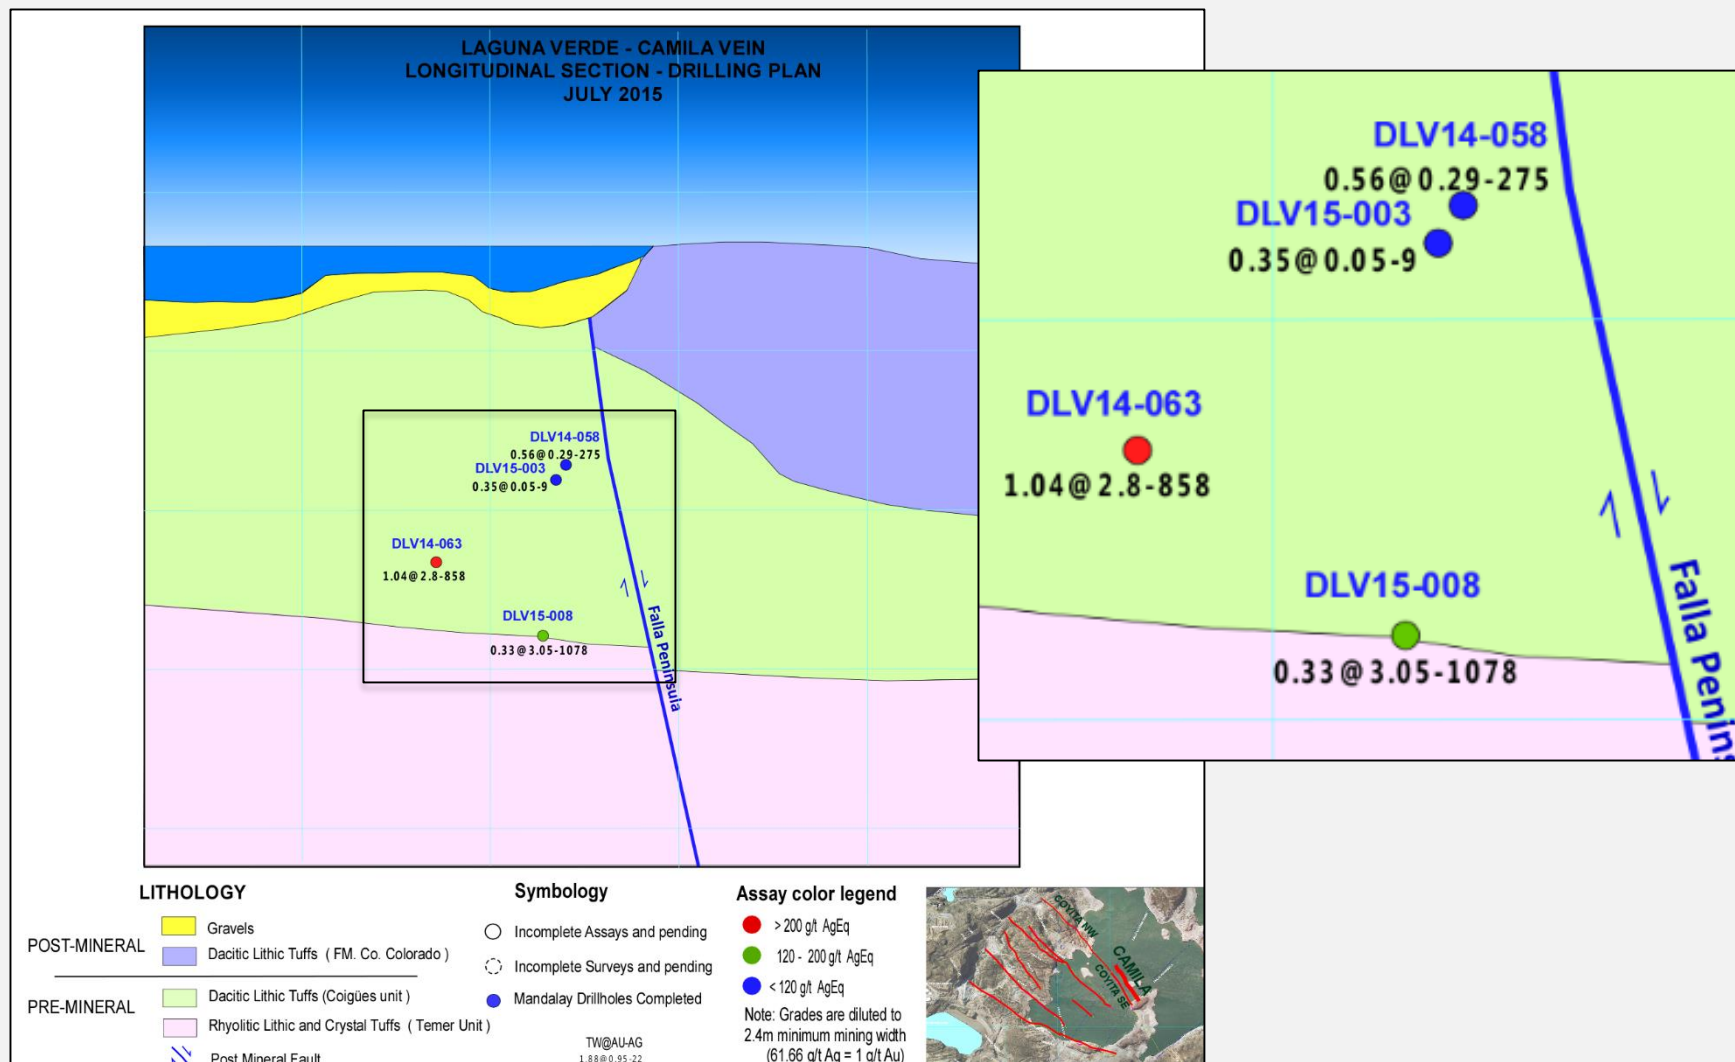 LAGUNA VERDE - CAMILA VEIN
LONGITUDINAL SECTION - DRILLING PLAN
JULY 2015
DLV14-058
0.56@0.29-275
DLV15-003
0.35@0.05-9
DLV14-063
1.04@2.8-858
DLV15-008
0.33@3.05-1078
Falla Peninsula
DLV14-058
0.56@0.29-275
DLV15-003
0.35@0.05-9
DLV14-063
1.04@2.8-858
DLV15-008
0.33@3.05-1078
Falla Penins
LITHOLOGY
POST-MINERAL
Gravels
Dacitic Lithic Tuffs ( FM. Co. Colorado )
PRE-MINERAL
Dacitic Lithic Tuffs (Coigües unit )
Rhyolitic Lithic and Crystal Tuffs ( Temer Unit )
Post Mineral Fault
Symbology
Incomplete Assays and pending
Incomplete Surveys and pending
Mandalay Drillholes Completed
TW@AU-AG
1.88@0.95-22
Assay color legend
> 200 g/t AgEq
120 - 200 g/t AgEq
< 120 g/t AgEq
Note: Grades are diluted to
2.4m minimum mining width
(61.66 g/t Ag = 1 g/t Au)
COYITA NW
CAMILA
COYITA SE